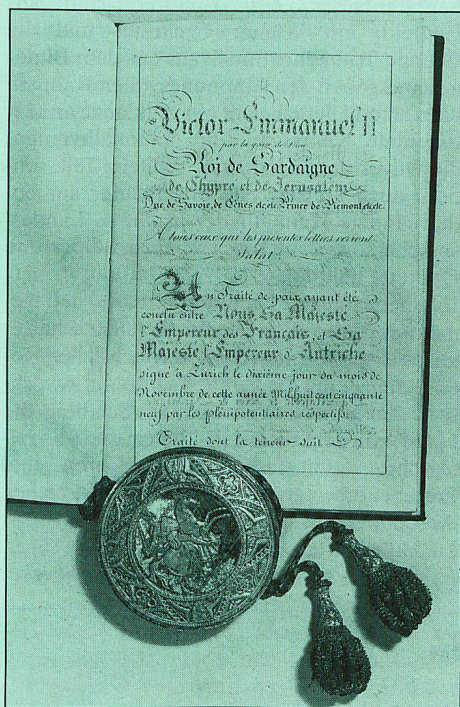 Victor Emmanuel II
par la grace de Dieu
Roi de Sardaigne
de Chypre et de Jerusalem
Duc de Savoie, de Gênes etc. etc. Prince de Piemont etc. etc.
A tous ceux qui les présentes lettres verront
Salut
Un Traité de paix ayant été
conclu entre Nous, Sa Majesté
l'Empereur des Français, et Sa
Majesté l'Empereur d'Autriche
signé à Zurich le dixième jour du mois de
Novembre de cette année Mil huit cent cinquante
neuf par les plénipotentiaires respectifs.
Traité dont la teneur suit